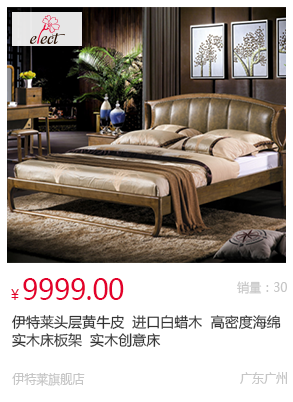 elect
¥9999.00
销量：30
伊特莱头层黄牛皮 进口白蜡木 高密度海绵
实木床板架 实木创意床
伊特莱旗舰店
广东广州